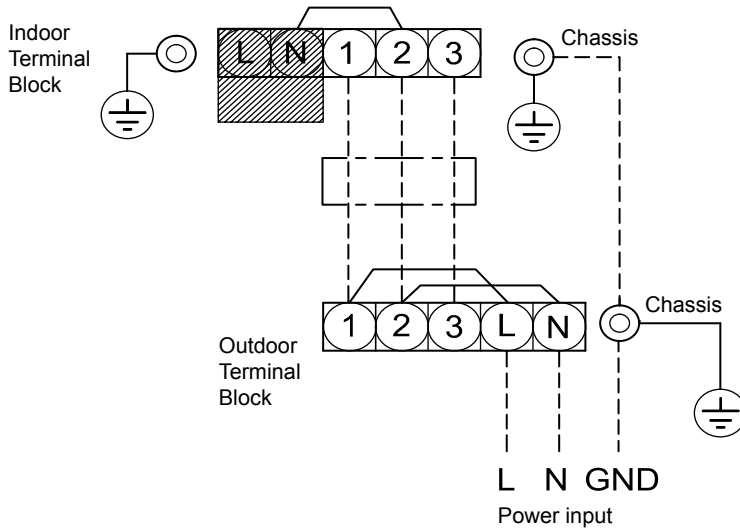 Indoor
Terminal
Block
L N 1 2 3
Chassis
1 2 3 L N
Chassis
Outdoor
Terminal
Block
L N GND
Power input